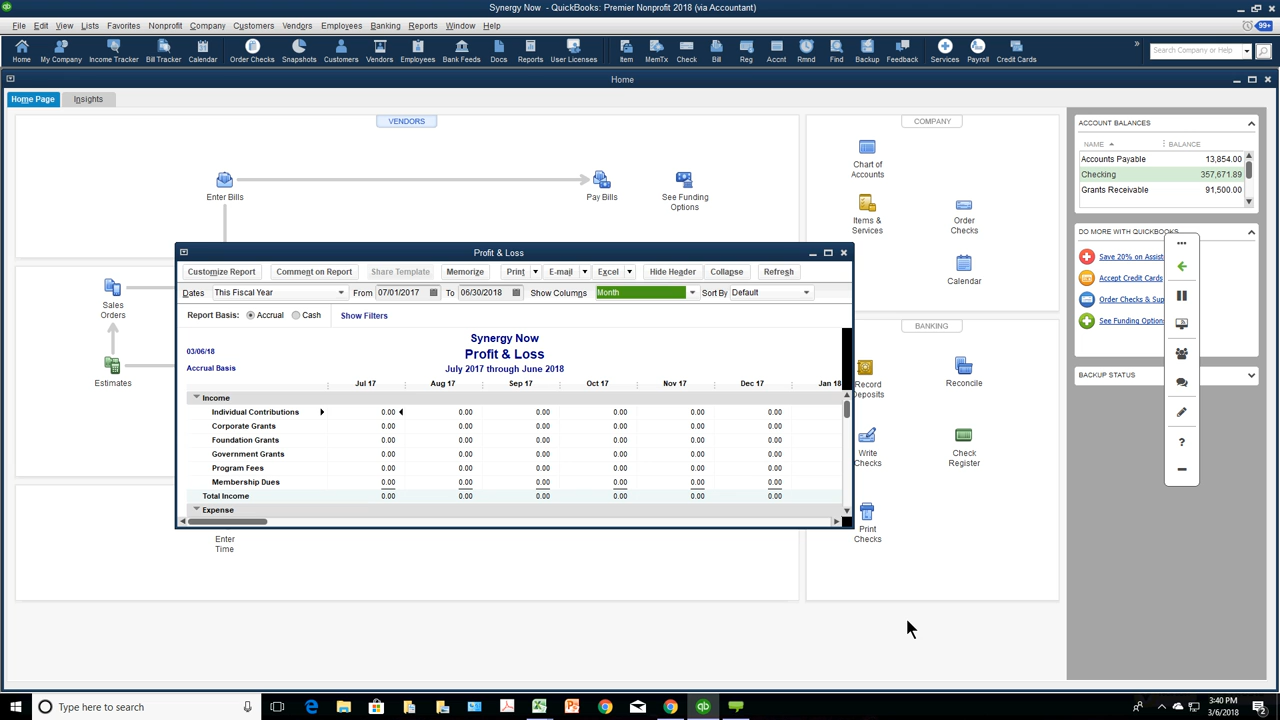 Synergy Now - QuickBooks: Premier Nonprofit 2018 (via Accountant)
File Edit View Lists Favorites Nonprofit Company Customers Vendors Employees Banking Reports Window Help 99+
Home My Company Income Tracker Bill Tracker Calendar Order Checks Snapshots Customers Vendors Employees Bank Feeds Docs Reports User Licenses Item MemTx Check Bill Reg Accnt Rmnd Find Backup Feedback Services Payroll Credit Cards
Search Company or Help
Home
Home Page Insights
VENDORS
Enter Bills
Pay Bills
See Funding
Options
COMPANY
Chart of
Accounts
Items &
Services
Order
Checks
Calendar
ACCOUNT BALANCES
NAME BALANCE
Accounts Payable 13,854.00
Checking 357,671.89
Grants Receivable 91,500.00
DO MORE WITH QUICKBOOKS
Save 20% on Assist
Accept Credit Cards
Order Checks & Sup
See Funding Option
BACKUP STATUS
Sales
Orders
Estimates
Enter
Time
BANKING
Record
Deposits
Reconcile
Write
Checks
Check
Register
Print
Checks
Profit & Loss
Customize Report Comment on Report Share Template Memorize Print E-mail Excel Hide Header Collapse Refresh
Dates This Fiscal Year From 07/01/2017 To 06/30/2018 Show Columns Month Sort By Default
Report Basis: Accrual Cash Show Filters
Synergy Now
03/06/18 Profit & Loss
Accrual Basis July 2017 through June 2018
Jul 17 Aug 17 Sep 17 Oct 17 Nov 17 Dec 17 Jan 18
Income
Individual Contributions 0.00 0.00 0.00 0.00 0.00 0.00
Corporate Grants 0.00 0.00 0.00 0.00 0.00 0.00
Foundation Grants 0.00 0.00 0.00 0.00 0.00 0.00
Government Grants 0.00 0.00 0.00 0.00 0.00 0.00
Program Fees 0.00 0.00 0.00 0.00 0.00 0.00
Membership Dues 0.00 0.00 0.00 0.00 0.00 0.00
Total Income 0.00 0.00 0.00 0.00 0.00 0.00
Expense
Type here to search
3:40 PM
3/6/2018